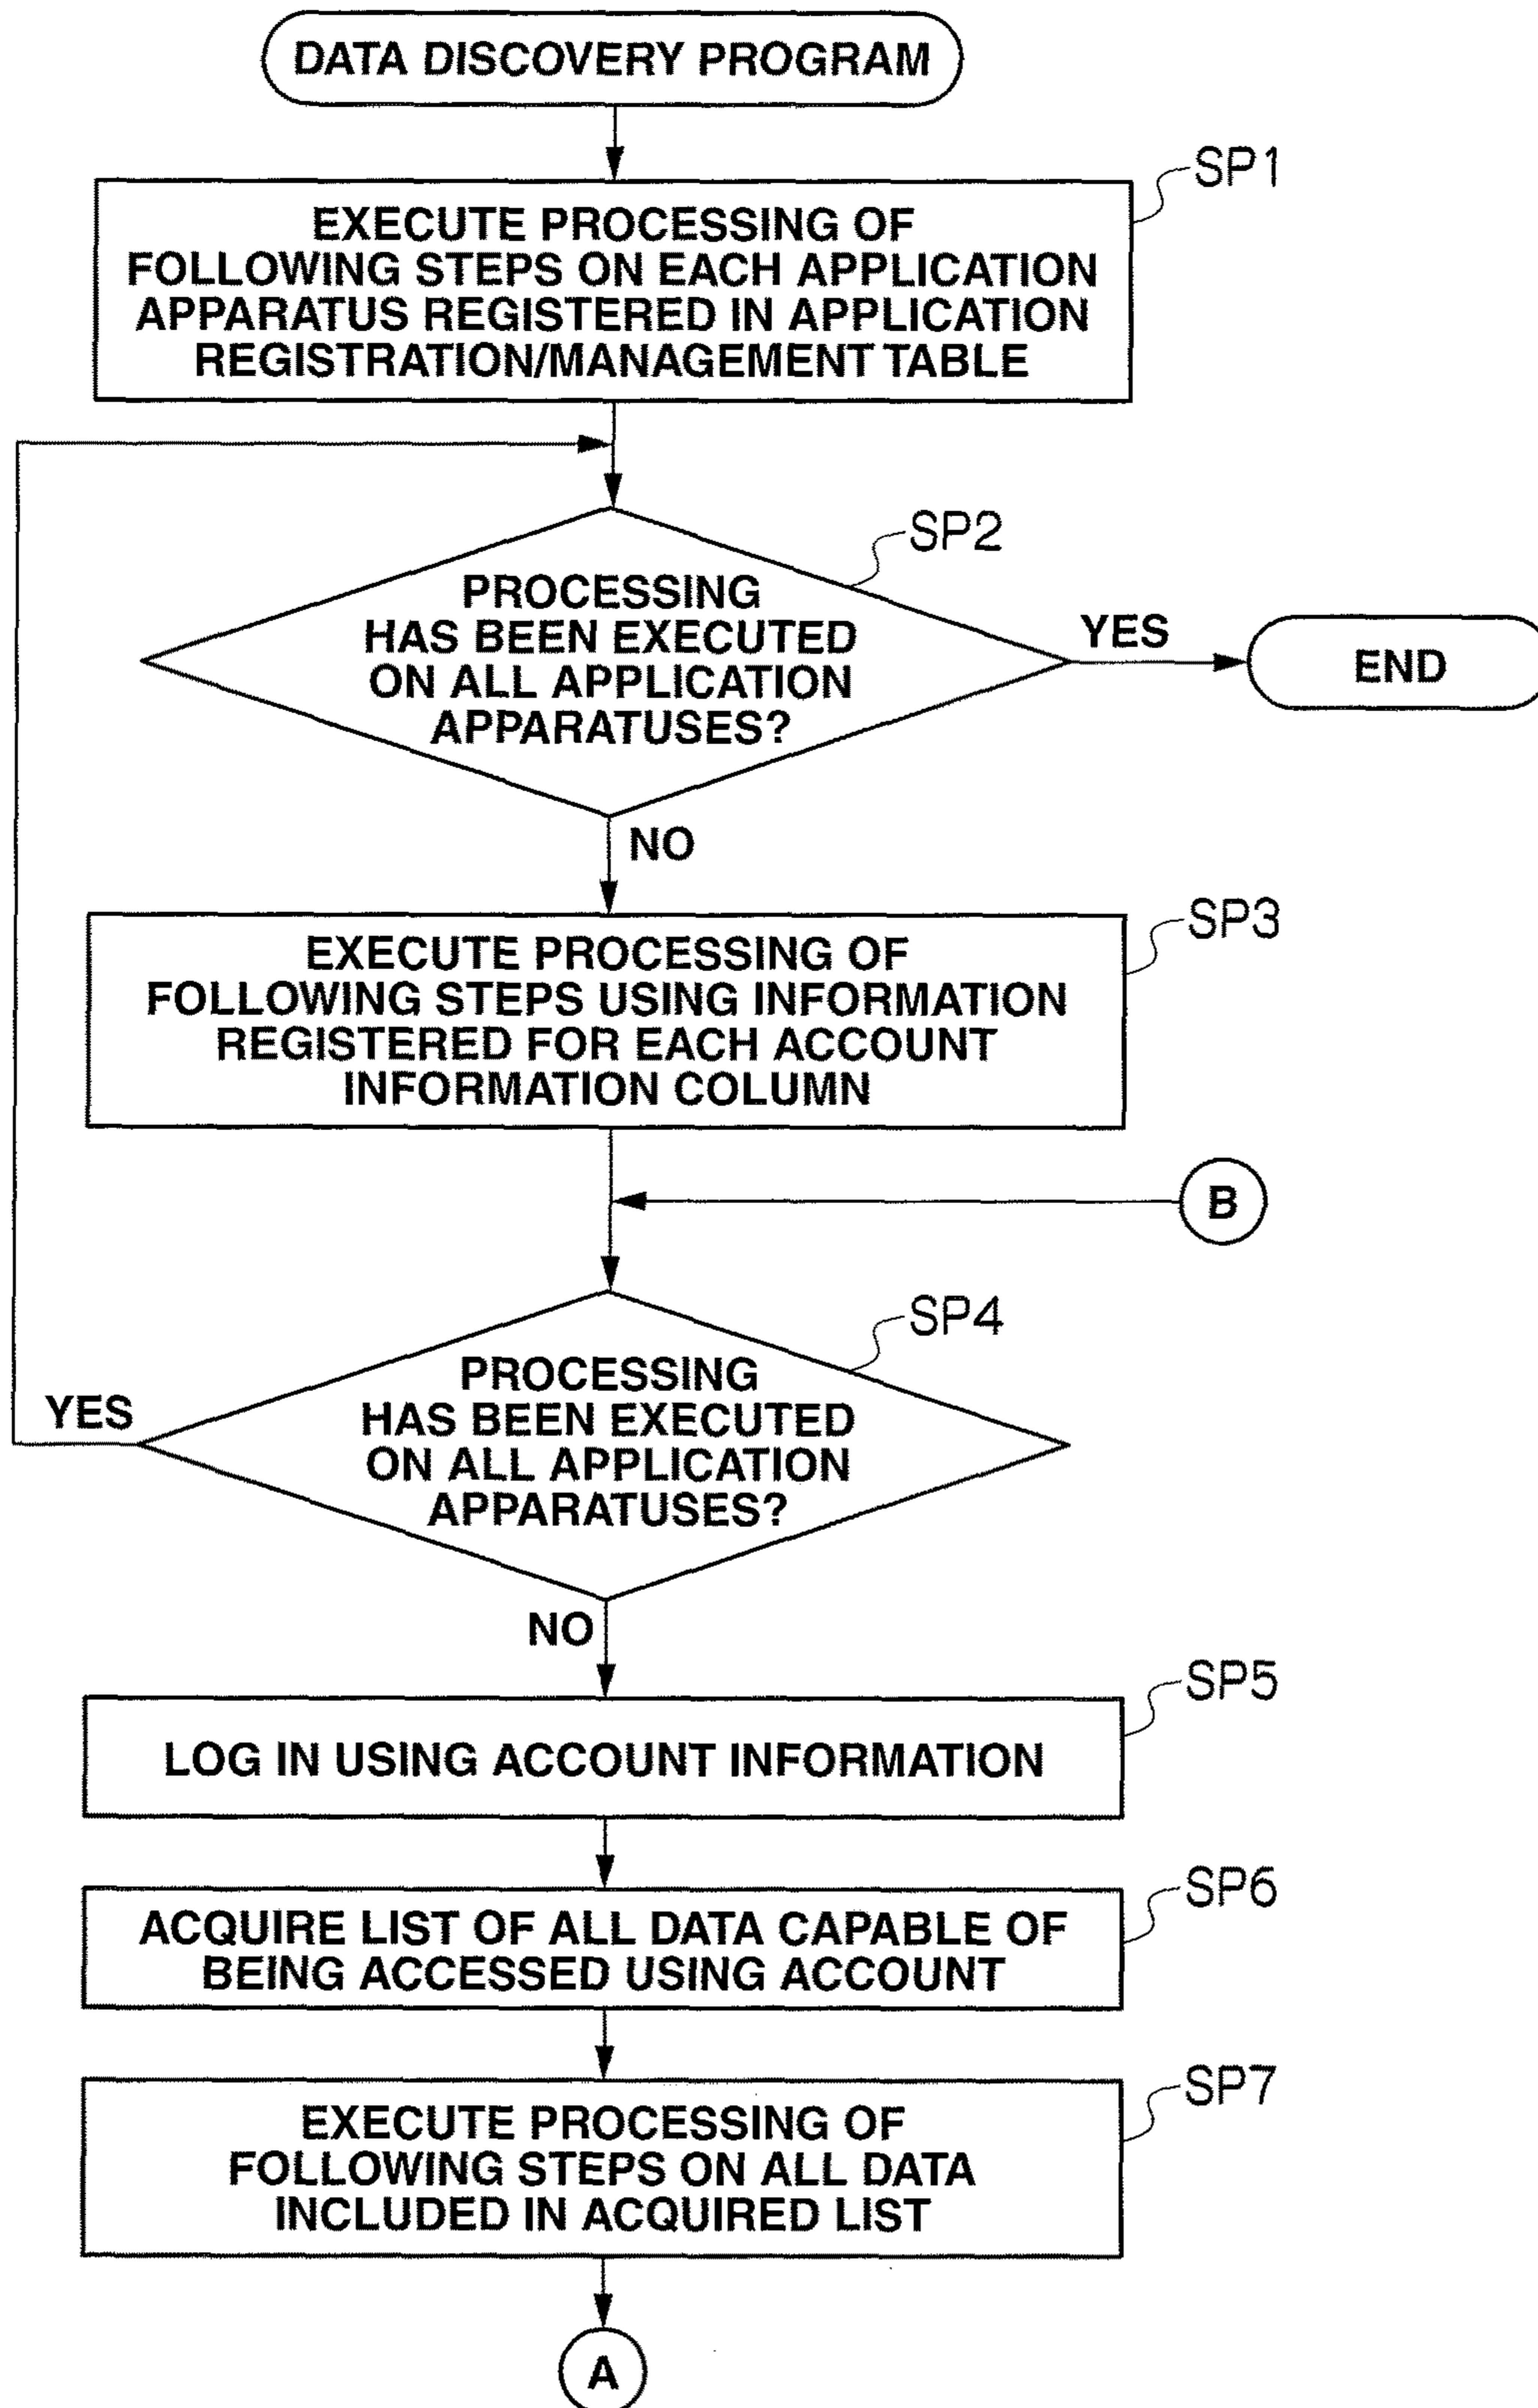 DATA DISCOVERY PROGRAM
SP1
EXECUTE PROCESSING OF
FOLLOWING STEPS ON EACH APPLICATION
APPARATUS REGISTERED IN APPLICATION
REGISTRATION/MANAGEMENT TABLE
SP2
PROCESSING
HAS BEEN EXECUTED
ON ALL APPLICATION
APPARATUSES?
YES
END
NO
SP3
EXECUTE PROCESSING OF
FOLLOWING STEPS USING INFORMATION
REGISTERED FOR EACH ACCOUNT
INFORMATION COLUMN
B
SP4
PROCESSING
HAS BEEN EXECUTED
ON ALL APPLICATION
APPARATUSES?
YES
NO
SP5
LOG IN USING ACCOUNT INFORMATION
SP6
ACQUIRE LIST OF ALL DATA CAPABLE OF
BEING ACCESSED USING ACCOUNT
SP7
EXECUTE PROCESSING OF
FOLLOWING STEPS ON ALL DATA
INCLUDED IN ACQUIRED LIST
A